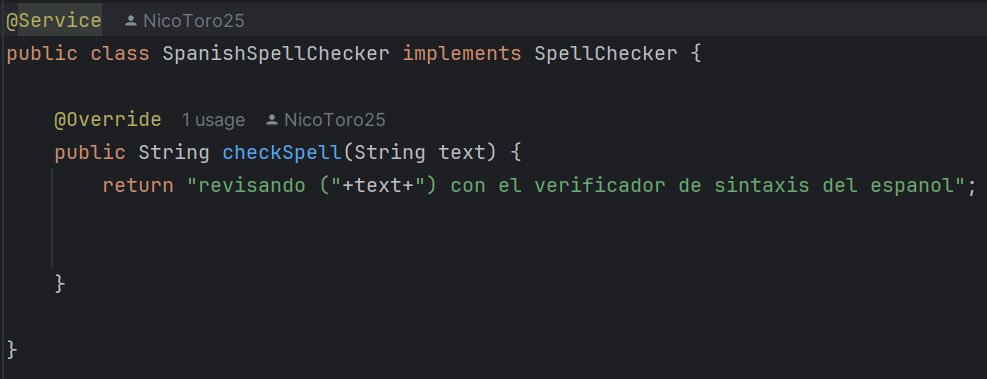 @Service NicoToro25
public class SpanishSpellChecker implements SpellChecker {
@Override 1 usage NicoToro25
public String checkSpell(String text) {
return "revisando ("+text+") con el verificador de sintaxis del espanol";
}
}